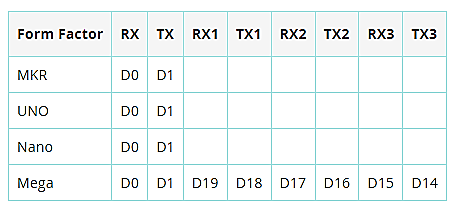 Form Factor RX TX RX1 TX1 RX2 TX2 RX3 TX3
MKR D0 D1
UNO D0 D1
Nano D0 D1
Mega D0 D1 D19 D18 D17 D16 D15 D14